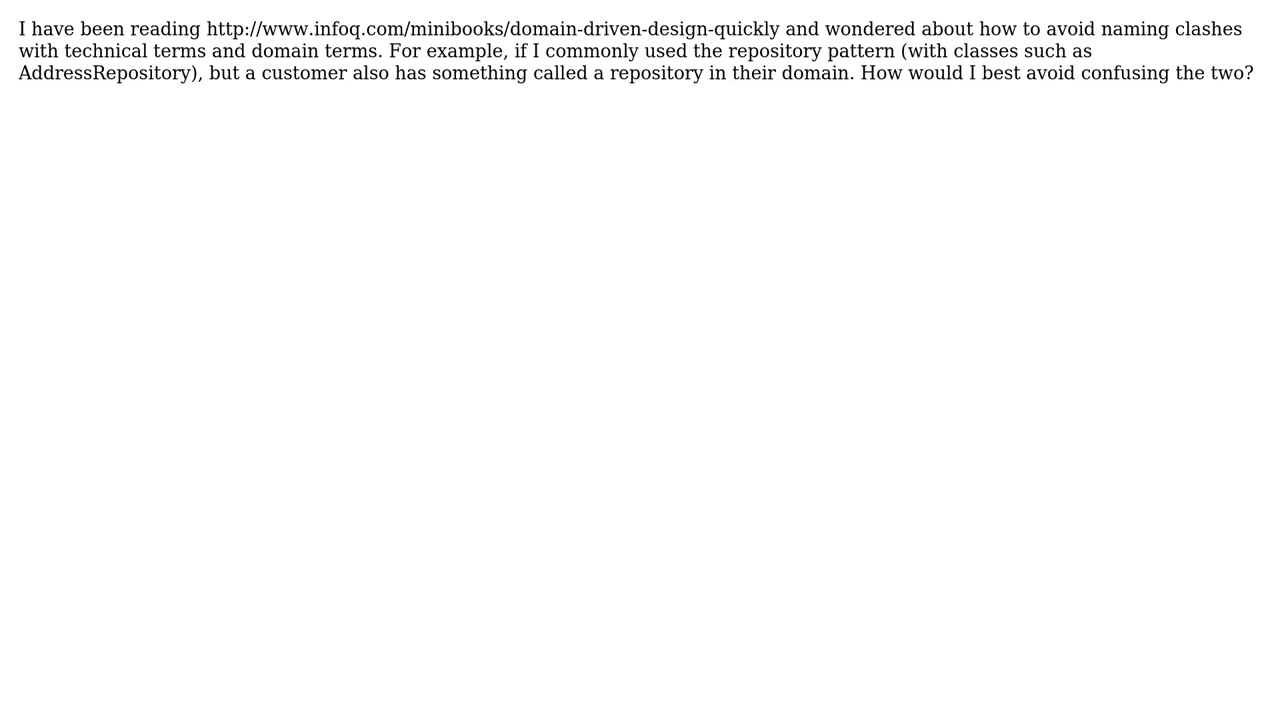 I have been reading http://www.infoq.com/minibooks/domain-driven-design-quickly and wondered about how to avoid naming clashes
with technical terms and domain terms. For example, if I commonly used the repository pattern (with classes such as
AddressRepository), but a customer also has something called a repository in their domain. How would I best avoid confusing the two?